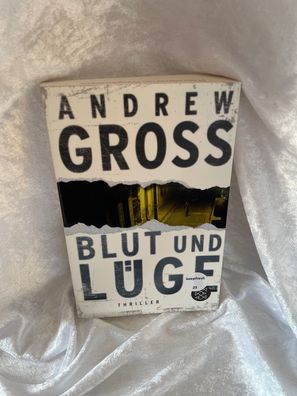 ANDREW
GROSS
BLUT UND
LÜGE
THRILLER